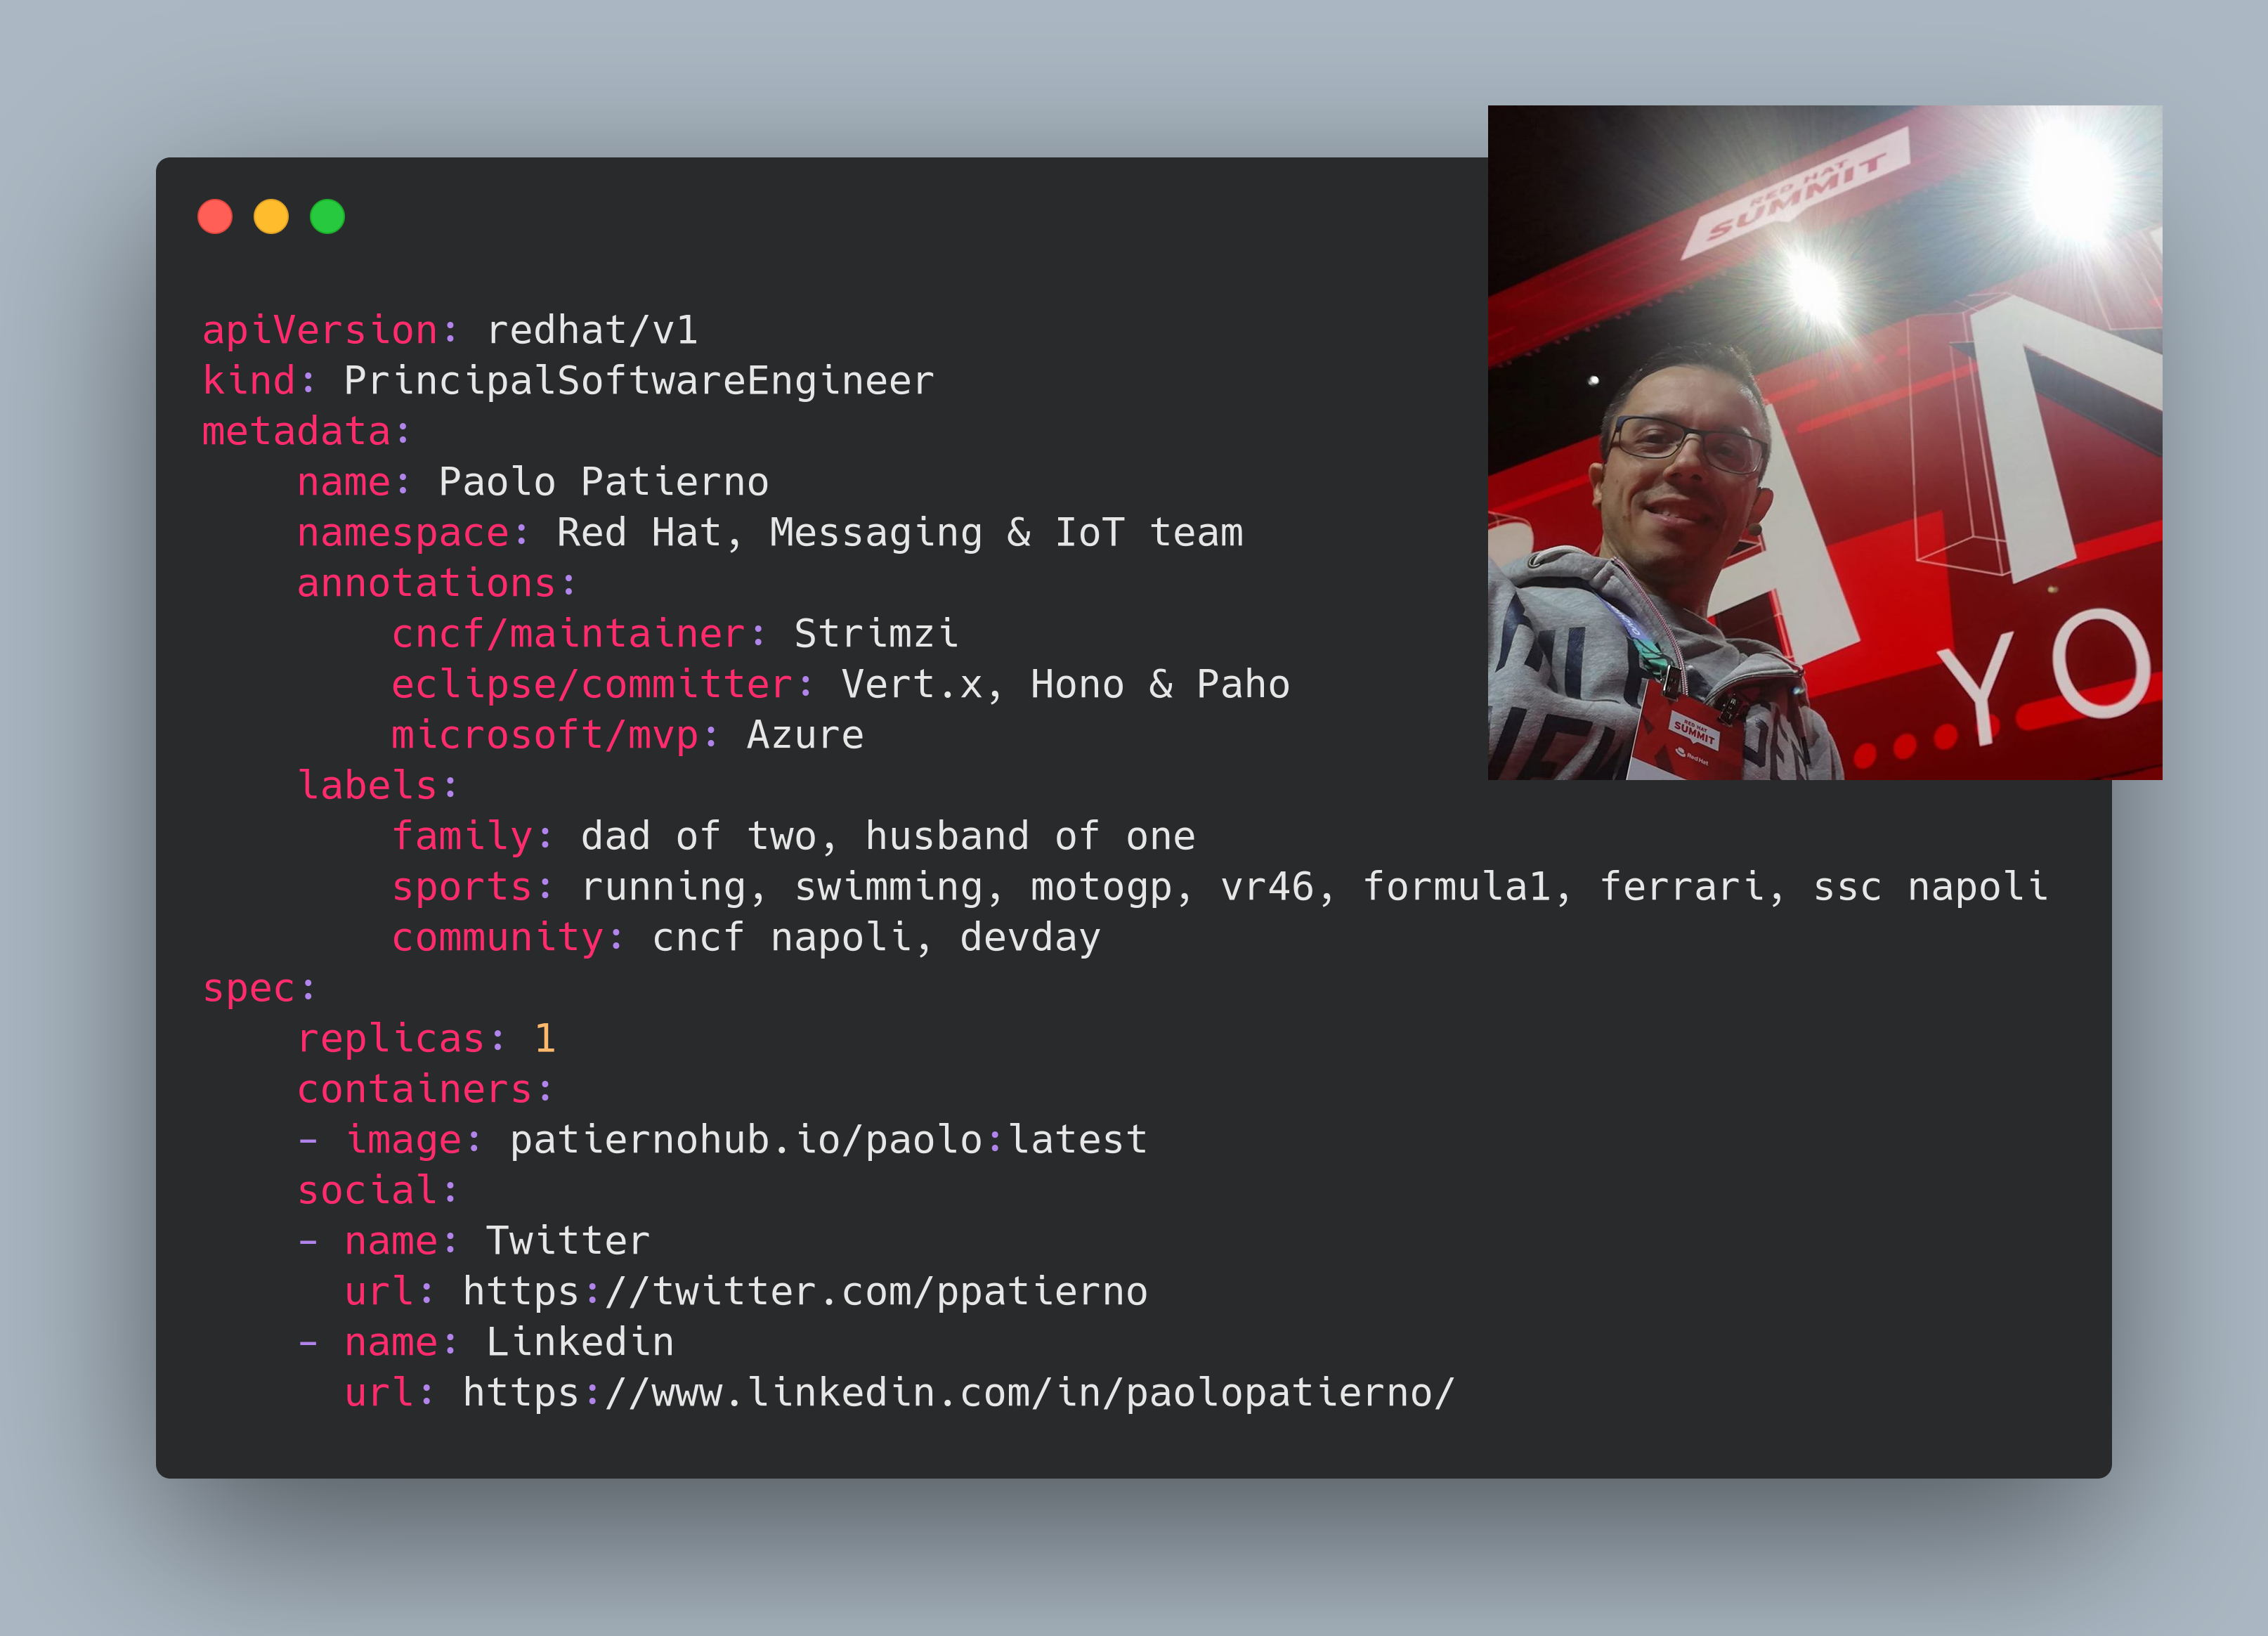 apiVersion: redhat/v1
kind: PrincipalSoftwareEngineer
metadata:
    name: Paolo Patierno
    namespace: Red Hat, Messaging & IoT team
    annotations:
        cncf/maintainer: Strimzi
        eclipse/committer: Vert.x, Hono & Paho
        microsoft/mvp: Azure
    labels:
        family: dad of two, husband of one
        sports: running, swimming, motogp, vr46, formula1, ferrari, ssc napoli
        community: cncf napoli, devday
spec:
    replicas: 1
    containers:
    - image: patiernohub.io/paolo:latest
    social:
    - name: Twitter
      url: https://twitter.com/ppatierno
    - name: Linkedin
      url: https://www.linkedin.com/in/paolopatierno/
RED HAT
SUMMIT
AN
YO
RED HAT
SUMMIT
Red Hat